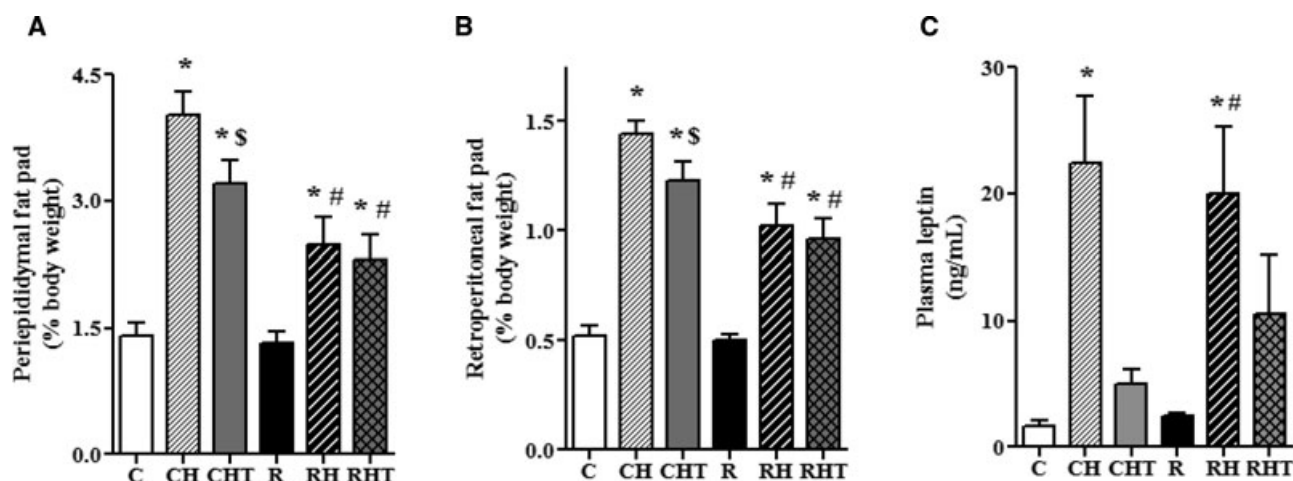 A
Periepididymal fat pad
(% body weight)
4.5
3.0
1.5
0.0
*
* $
* #
* #
C CH CHT R RH RHT
B
Retroperitoneal fat pad
(% body weight)
1.5
1.0
0.5
0.0
*
* $
* #
* #
C CH CHT R RH RHT
C
Plasma leptin
(ng/mL)
30
20
10
0
*
* #
C CH CHT R RH RHT